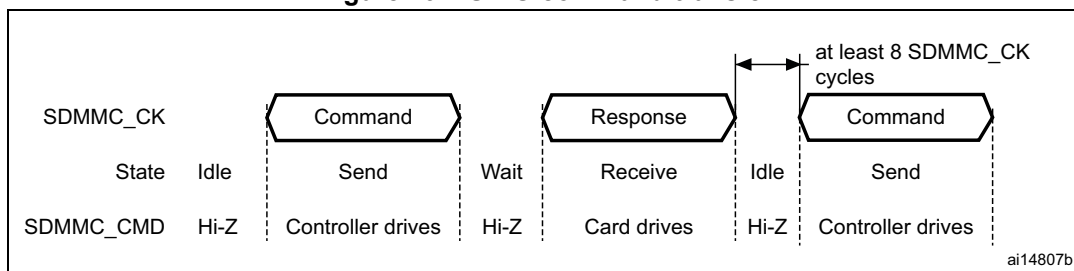 at least 8 SDMMC_CK
cycles
SDMMC_CK Command Response Command
State Idle Send Wait Receive Idle Send
SDMMC_CMD Hi-Z Controller drives Hi-Z Card drives Hi-Z Controller drives
ai14807b